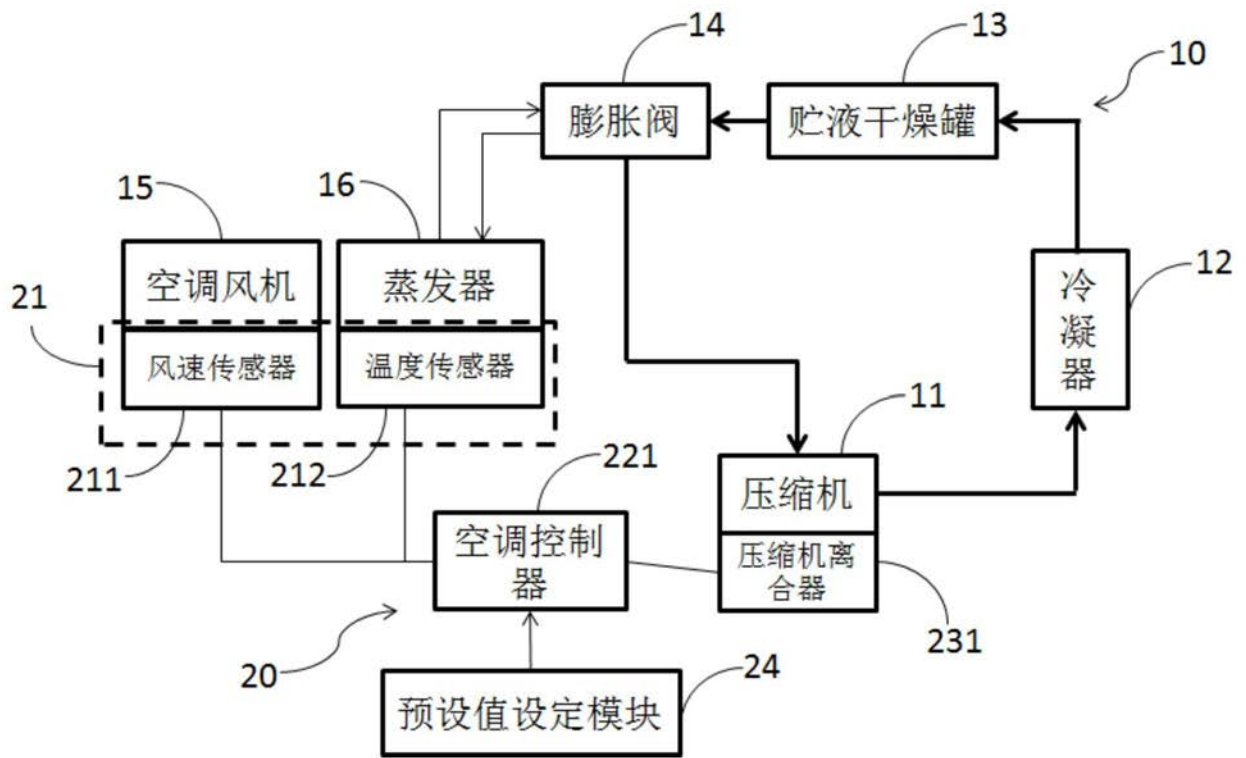 14
13
10
膨胀阀
贮液干燥罐
15
16
空调风机
蒸发器
冷
凝
器
12
21
风速传感器
温度传感器
211
212
221
11
压缩机
空调控制
器
压缩机离
合器
231
20
24
预设值设定模块